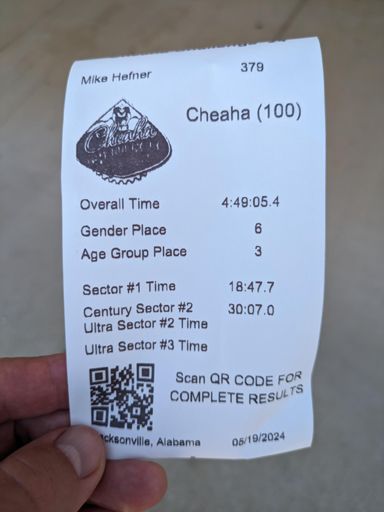 Mike Hefner 379
Cheaha
Cheaha (100)
Overall Time 4:49:05.4
Gender Place 6
Age Group Place 3
Sector #1 Time 18:47.7
Century Sector #2 30:07.0
Ultra Sector #2 Time
Ultra Sector #3 Time
Scan QR CODE FOR
COMPLETE RESULTS
cksonville, Alabama 05/19/2024